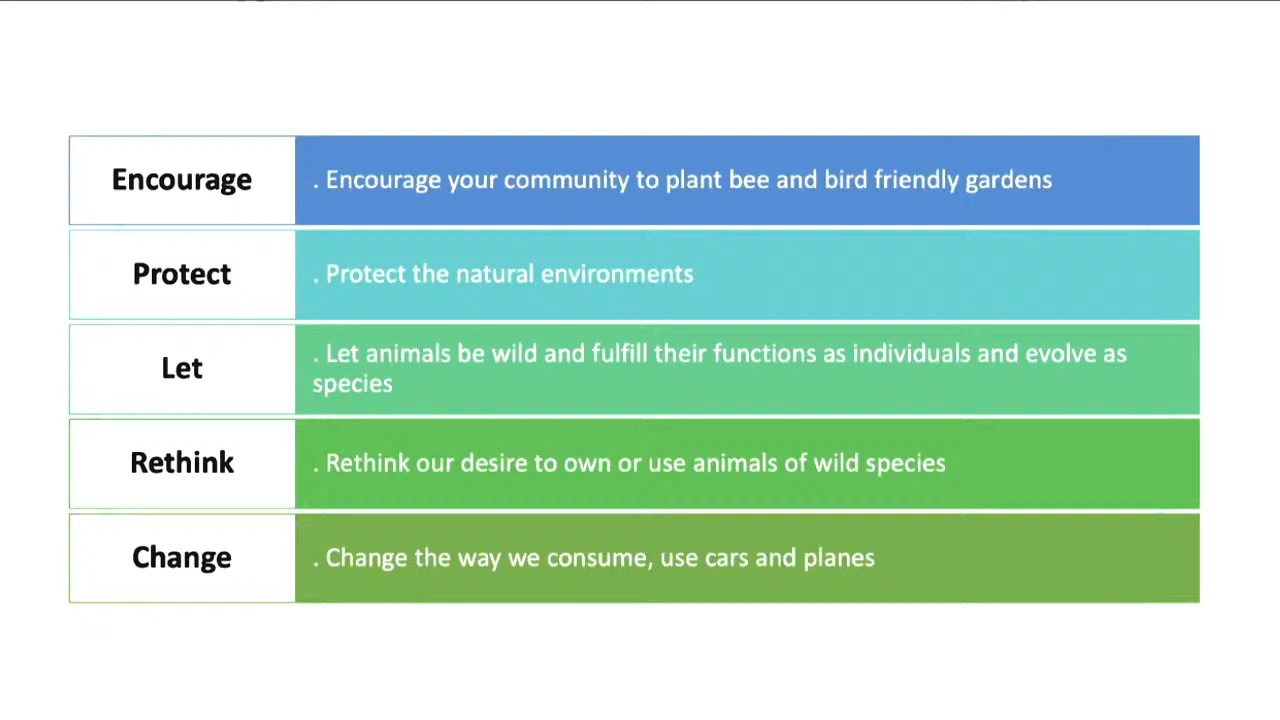 Encourage
. Encourage your community to plant bee and bird friendly gardens
Protect
. Protect the natural environments
Let
. Let animals be wild and fulfill their functions as individuals and evolve as
species
Rethink
. Rethink our desire to own or use animals of wild species
Change
. Change the way we consume, use cars and planes